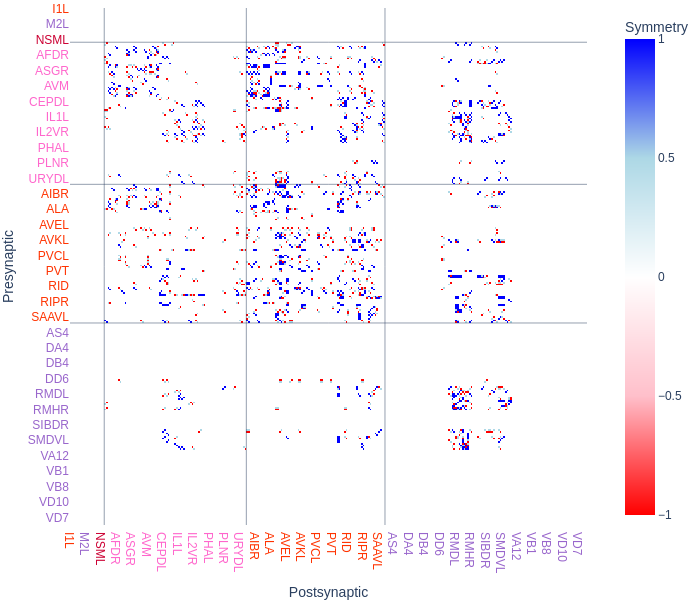 Symmetry
1
0.5
0
−0.5
−1
Presynaptic
I1L
M2L
NSML
AFDR
ASGR
AVM
CEPDL
IL1L
IL2VR
PHAL
PLNR
URYDL
AIBR
ALA
AVEL
AVKL
PVCL
PVT
RID
RIPR
SAAVL
AS4
DA4
DB4
DD6
RMDL
RMHR
SIBDR
SMDVL
VA12
VB1
VB8
VD10
VD7
I1L
M2L
NSML
AFDR
ASGR
AVM
CEPDL
IL1L
IL2VR
PHAL
PLNR
URYDL
AIBR
ALA
AVEL
AVKL
PVCL
PVT
RID
RIPR
SAAVL
AS4
DA4
DB4
DD6
RMDL
RMHR
SIBDR
SMDVL
VA12
VB1
VB8
VD10
VD7
Postsynaptic